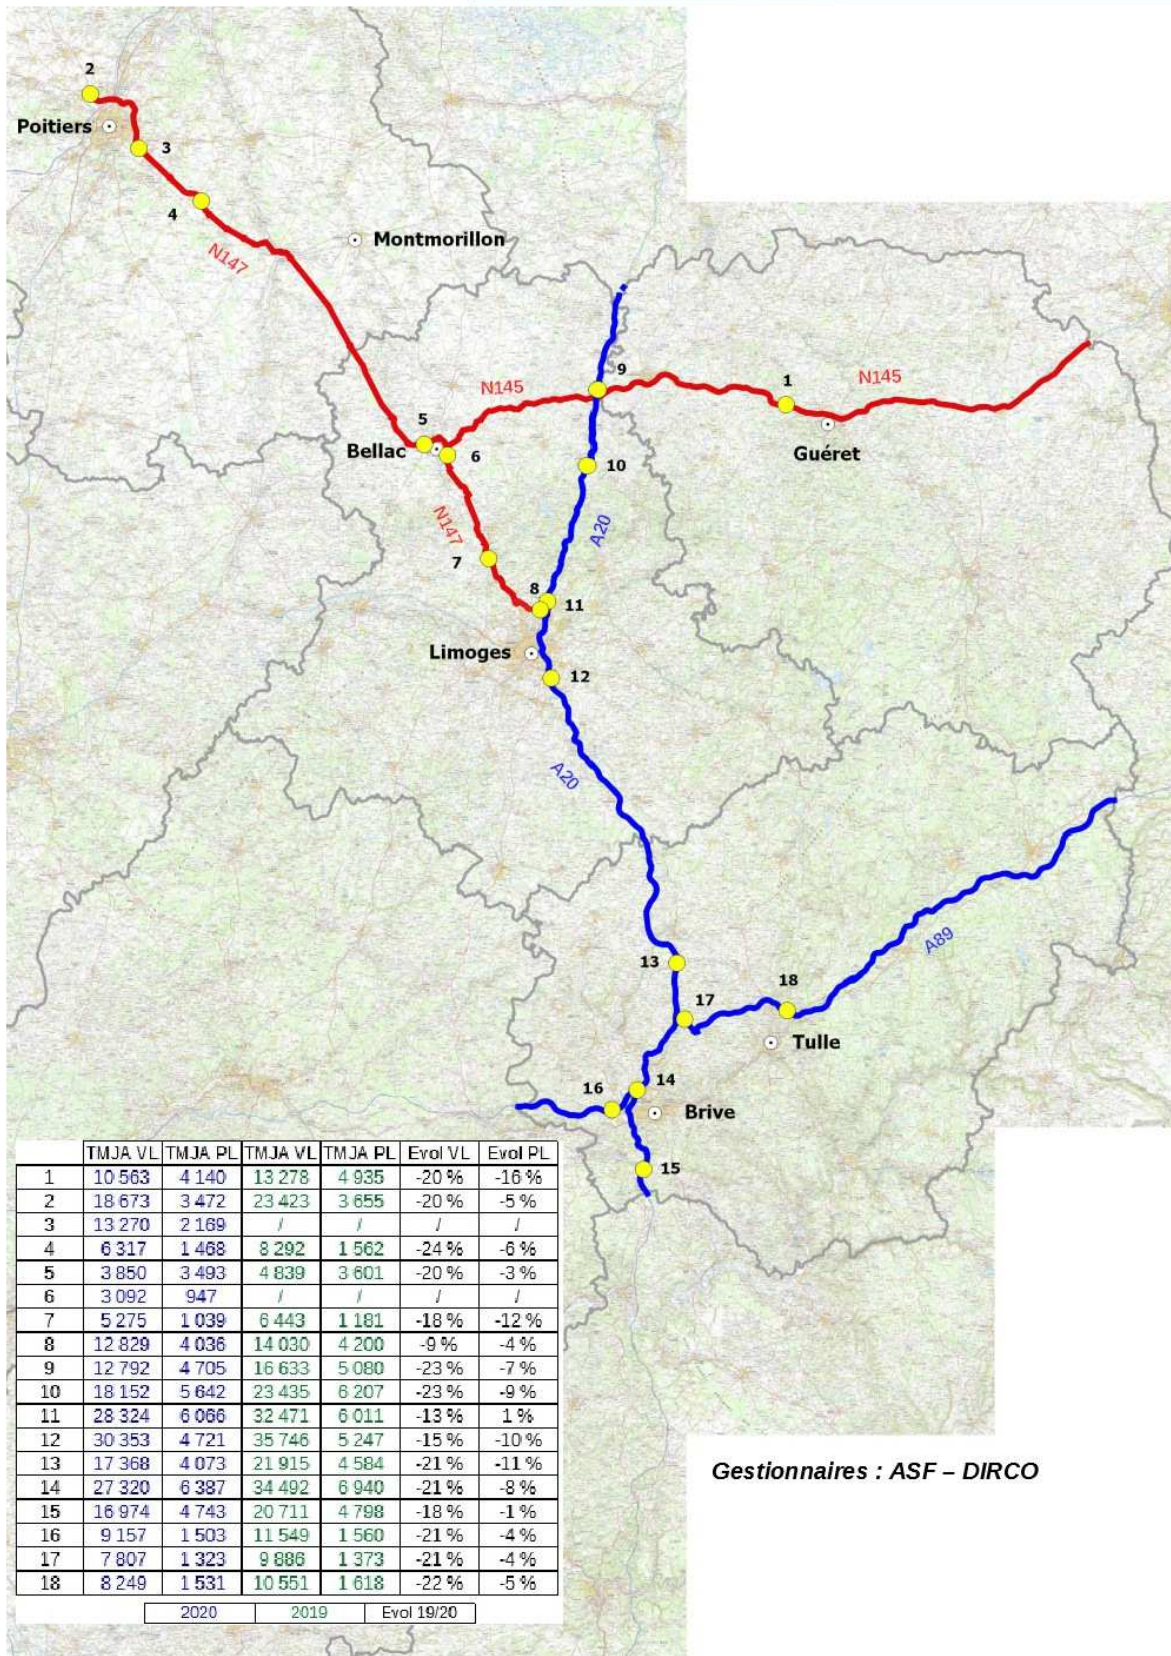 2
Poitiers
3
4
Montmorillon
N147
9
N145
1
N145
5
Bellac
6
Guéret
10
N147
A20
7
8
11
Limoges
12
A20
13
A89
18
17
Tulle
14
16
Brive
15
TMJA VL TMJA PL TMJA VL TMJA PL Evol VL Evol PL
1 10 563 4 140 13 278 4 935 -20 % -16 %
2 18 673 3 472 23 423 3 655 -20 % -5 %
3 13 270 2 169 / / / /
4 6 317 1 468 8 292 1 562 -24 % -6 %
5 3 850 3 493 4 839 3 601 -20 % -3 %
6 3 092 947 / / / /
7 5 275 1 039 6 443 1 181 -18 % -12 %
8 12 829 4 036 14 030 4 200 -9 % -4 %
9 12 792 4 705 16 633 5 080 -23 % -7 %
10 18 152 5 642 23 435 6 207 -23 % -9 %
11 28 324 6 066 32 471 6 011 -13 % 1 %
12 30 353 4 721 35 746 5 247 -15 % -10 %
13 17 368 4 073 21 915 4 584 -21 % -11 %
14 27 320 6 387 34 492 6 940 -21 % -8 %
15 16 974 4 743 20 711 4 798 -18 % -1 %
16 9 157 1 503 11 549 1 560 -21 % -4 %
17 7 807 1 323 9 886 1 373 -21 % -4 %
18 8 249 1 531 10 551 1 618 -22 % -5 %
2020 2019 Evol 19/20
Gestionnaires : ASF – DIRCO